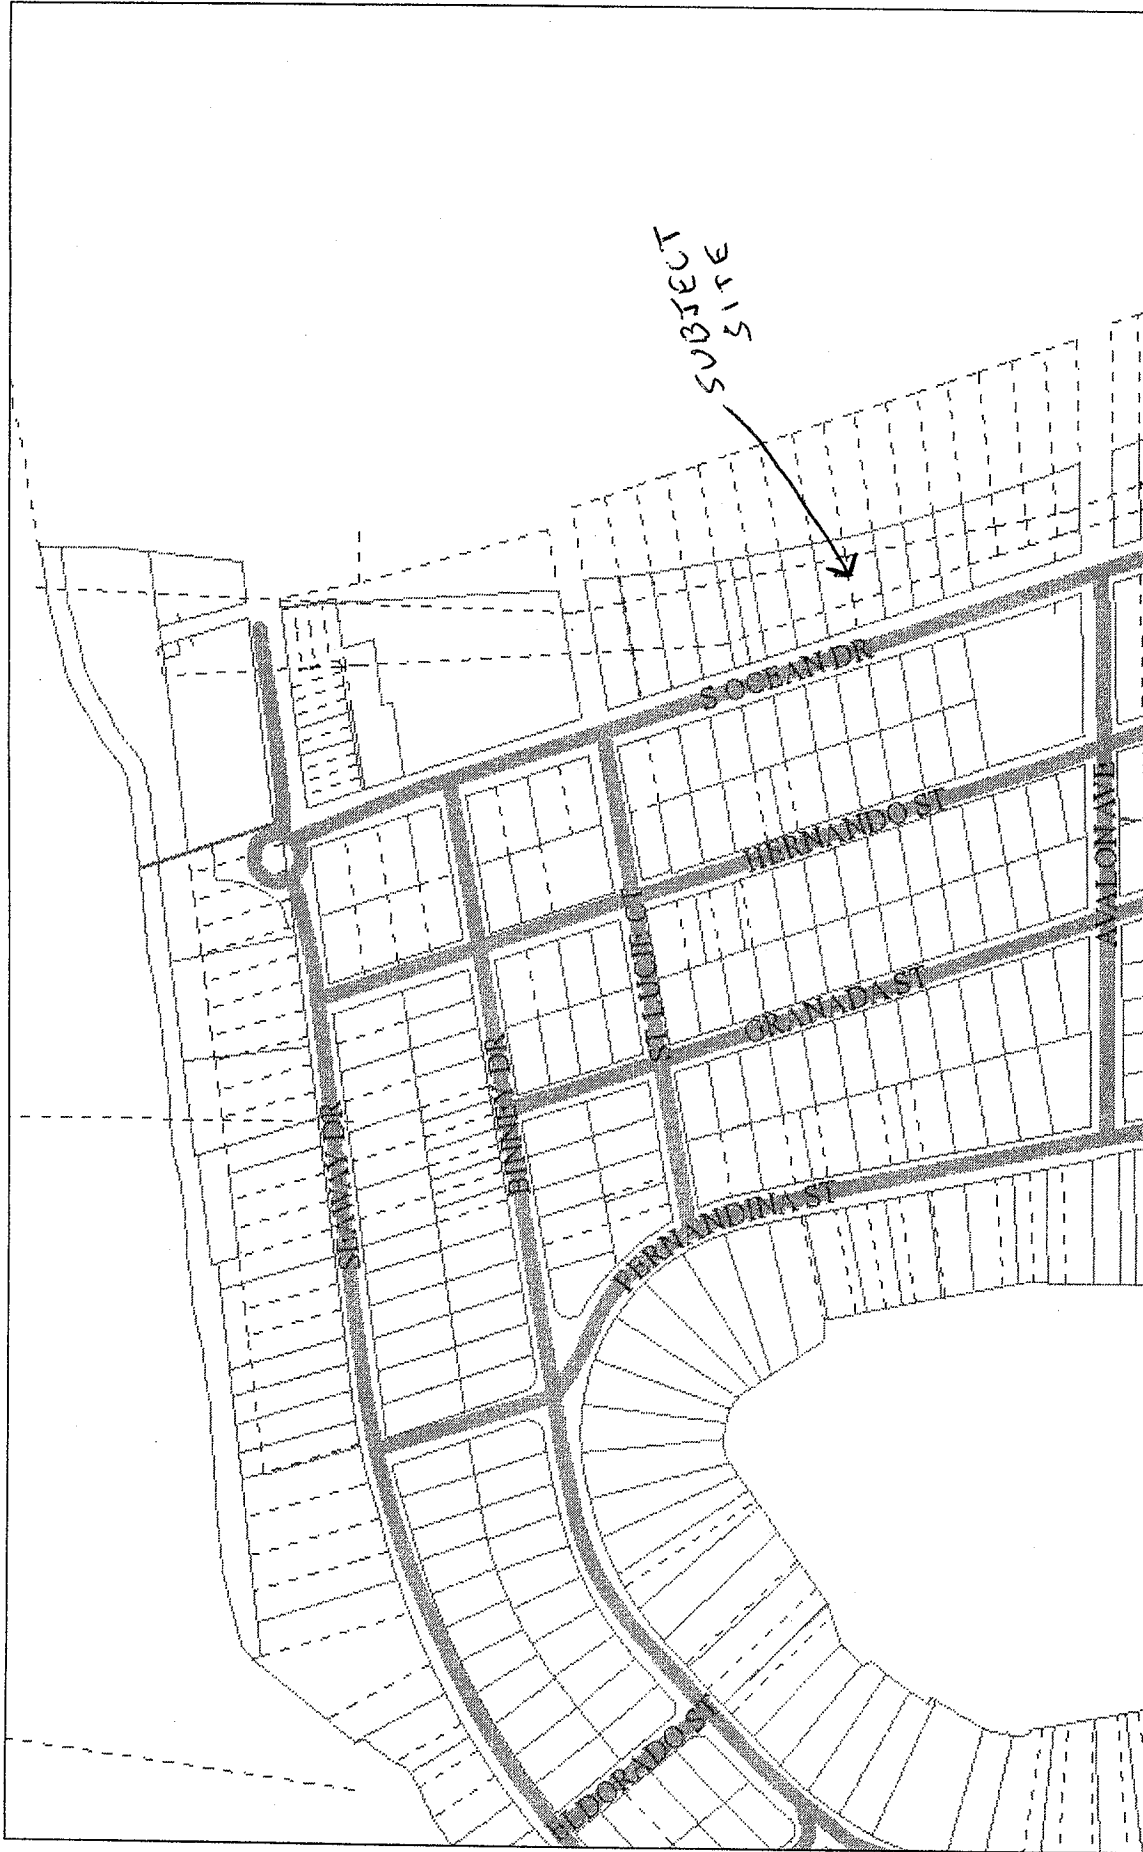 SUBJECT
SITE
S OCEAN DR
HERNANDO ST
AVALON AVE
ST LUCIE CT
GRANADA ST
SEAWAY DR
BINNEY DR
FERNANDINA ST
ELDORADO ST